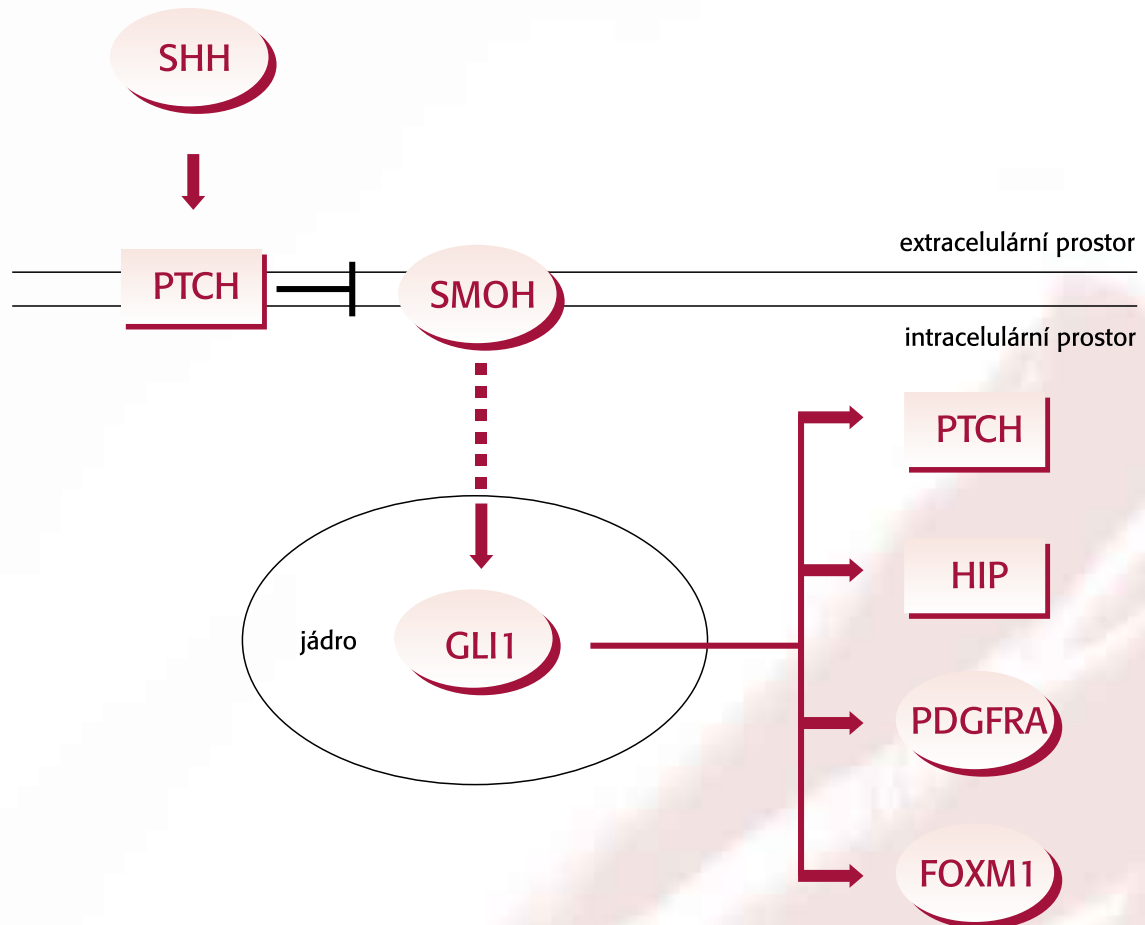 SHH
extracelulární prostor
PTCH
SMOH
intracelulární prostor
PTCH
HIP
jádro
GLI1
PDGFRA
FOXM1